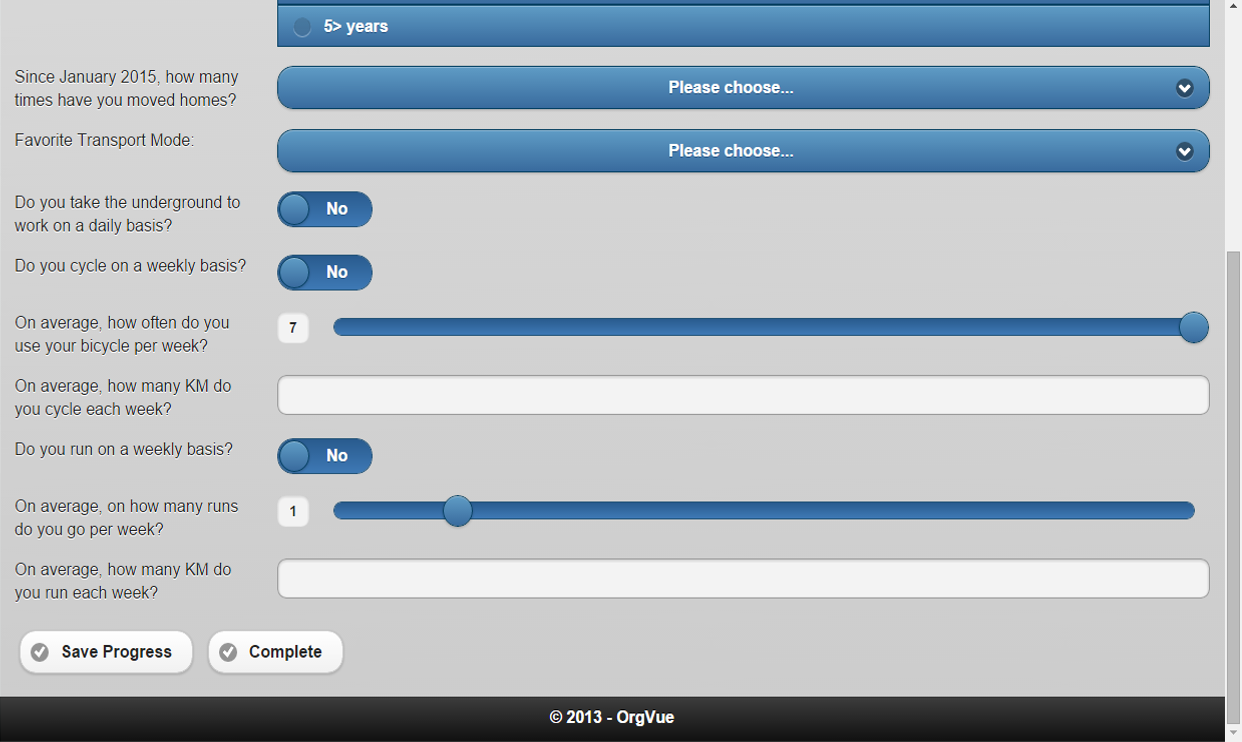 5> years
Since January 2015, how many
times have you moved homes?
Please choose...
Favorite Transport Mode:
Please choose...
Do you take the underground to
work on a daily basis?
No
Do you cycle on a weekly basis?
No
On average, how often do you
use your bicycle per week?
7
On average, how many KM do
you cycle each week?
Do you run on a weekly basis?
No
On average, on how many runs
do you go per week?
1
On average, how many KM do
you run each week?
Save Progress
Complete
© 2013 - OrgVue